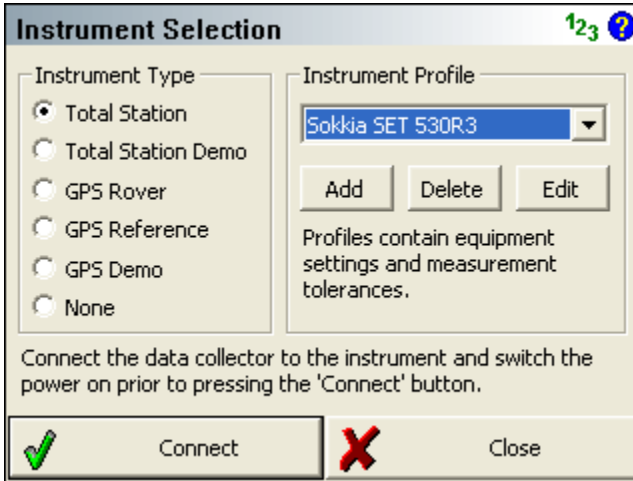 Instrument Selection
123
?
Instrument Type
Total Station
Total Station Demo
GPS Rover
GPS Reference
GPS Demo
None
Instrument Profile
Sokkia SET 530R3
Add
Delete
Edit
Profiles contain equipment
settings and measurement
tolerances.
Connect the data collector to the instrument and switch the
power on prior to pressing the 'Connect' button.
Connect
Close